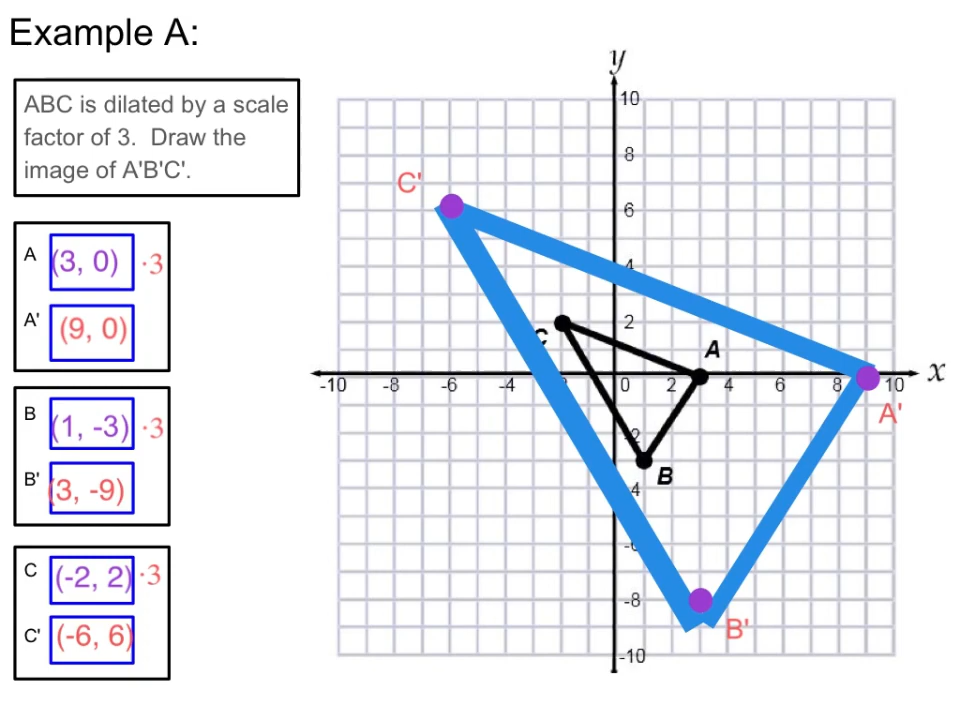 Example A:
ABC is dilated by a scale
factor of 3. Draw the
image of A'B'C'.
A (3, 0) ·3
A' (9, 0)
B (1, -3) ·3
B' (3, -9)
C (-2, 2) ·3
C' (-6, 6)
y
10
8
C'
6
4
2
C
A
x
-10 -8 -6 -4 0 2 4 6 8 10
A'
-2
B
-8
B'
-10